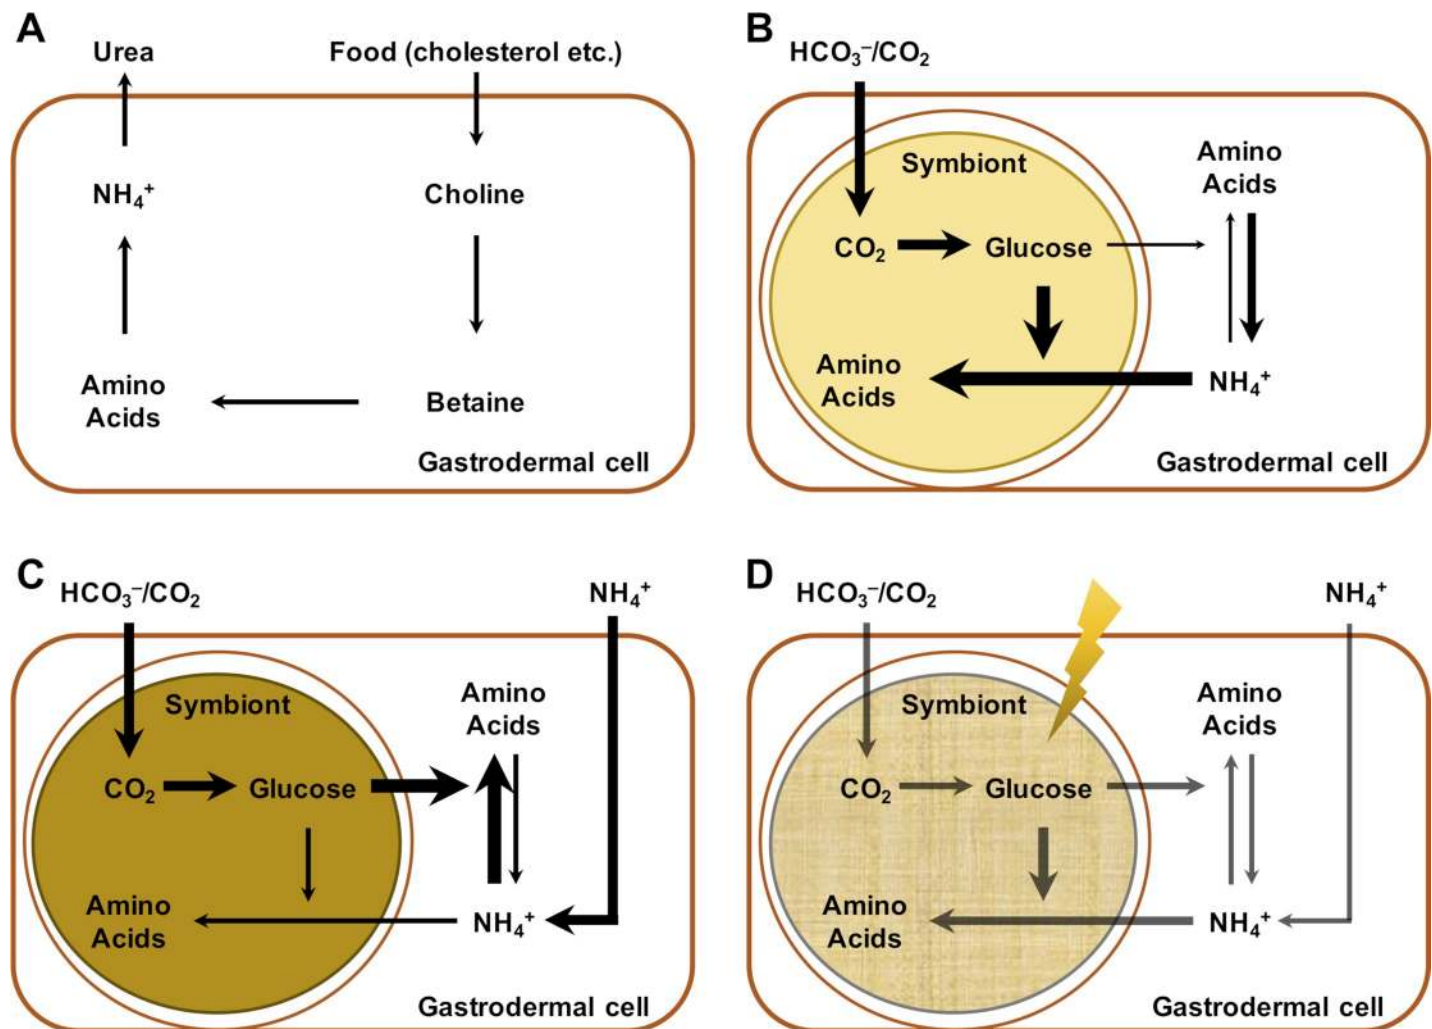 A
Urea
Food (cholesterol etc.)
NH₄⁺
Choline
Amino
Acids
Betaine
Gastrodermal cell
B
HCO₃⁻/CO₂
Symbiont
Amino
Acids
CO₂
Glucose
Amino
Acids
NH₄⁺
Gastrodermal cell
C
HCO₃⁻/CO₂
NH₄⁺
Symbiont
Amino
Acids
CO₂
Glucose
Amino
Acids
NH₄⁺
Gastrodermal cell
D
HCO₃⁻/CO₂
NH₄⁺
Symbiont
Amino
Acids
CO₂
Glucose
Amino
Acids
NH₄⁺
Gastrodermal cell